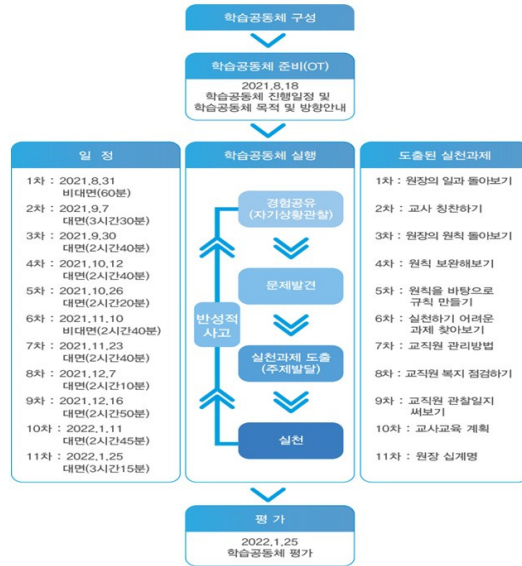 학습공동체 구성
학습공동체 준비(OT)
2021.8.18
학습공동체 진행일정 및
학습공동체 목적 및 방향안내
일 정
1차 : 2021.8.31
비대면(60분)
2차 : 2021.9.7
대면(3시간30분)
3차 : 2021.9.30
대면(2시간40분)
4차 : 2021.10.12
대면(2시간40분)
5차 : 2021.10.26
대면(2시간20분)
6차 : 2021.11.10
비대면(2시간40분)
7차 : 2021.11.23
대면(2시간40분)
8차 : 2021.12.7
대면(2시간10분)
9차 : 2021.12.16
대면(2시간50분)
10차 : 2022.1.11
대면(2시간45분)
11차 : 2022.1.25
대면(3시간15분)
학습공동체 실행
경험공유
(자기상황관찰)
문제발견
반성적
사고
실천과제 도출
(주제발달)
실천
도출된 실천과제
1차 : 원장의 일과 돌아보기
2차 : 교사 칭찬하기
3차 : 원장의 원칙 돌아보기
4차 : 원칙 보완해보기
5차 : 원칙을 바탕으로
규칙 만들기
6차 : 실천하기 어려운
과제 찾아보기
7차 : 교직원 관리방법
8차 : 교직원 복지 점검하기
9차 : 교직원 관찰일지
써보기
10차 : 교사교육 계획
11차 : 원장 십계명
평 가
2022.1.25
학습공동체 평가